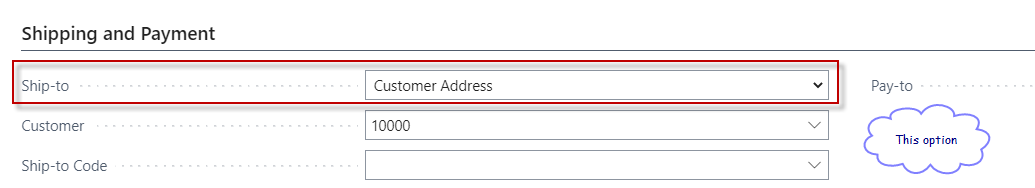 Shipping and Payment
Ship-to Customer Address Pay-to
Customer 10000
This option
Ship-to Code